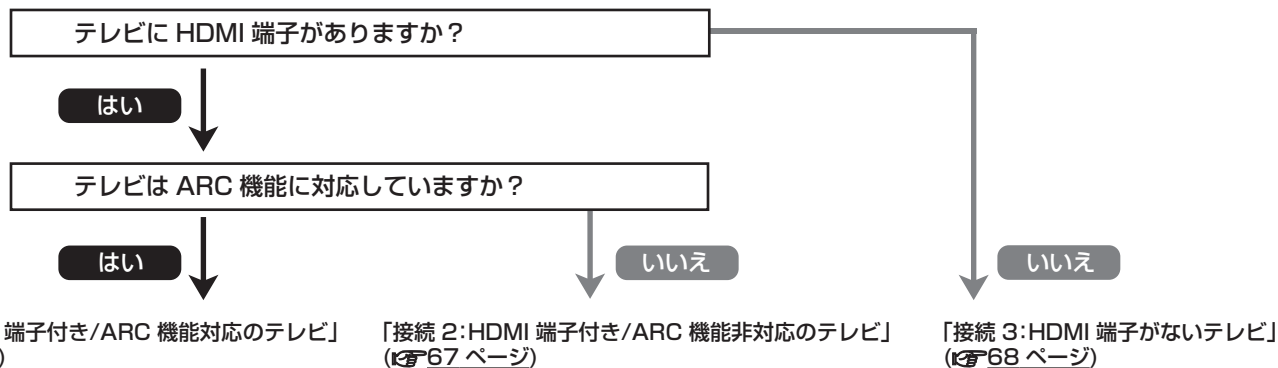 テレビに HDMI 端子がありますか？
はい
テレビは ARC 機能に対応していますか？
はい
いいえ
いいえ
端子付き/ARC 機能対応のテレビ」
)
「接続 2:HDMI 端子付き/ARC 機能非対応のテレビ」
(☞67 ページ)
「接続 3:HDMI 端子がないテレビ」
(☞68 ページ)